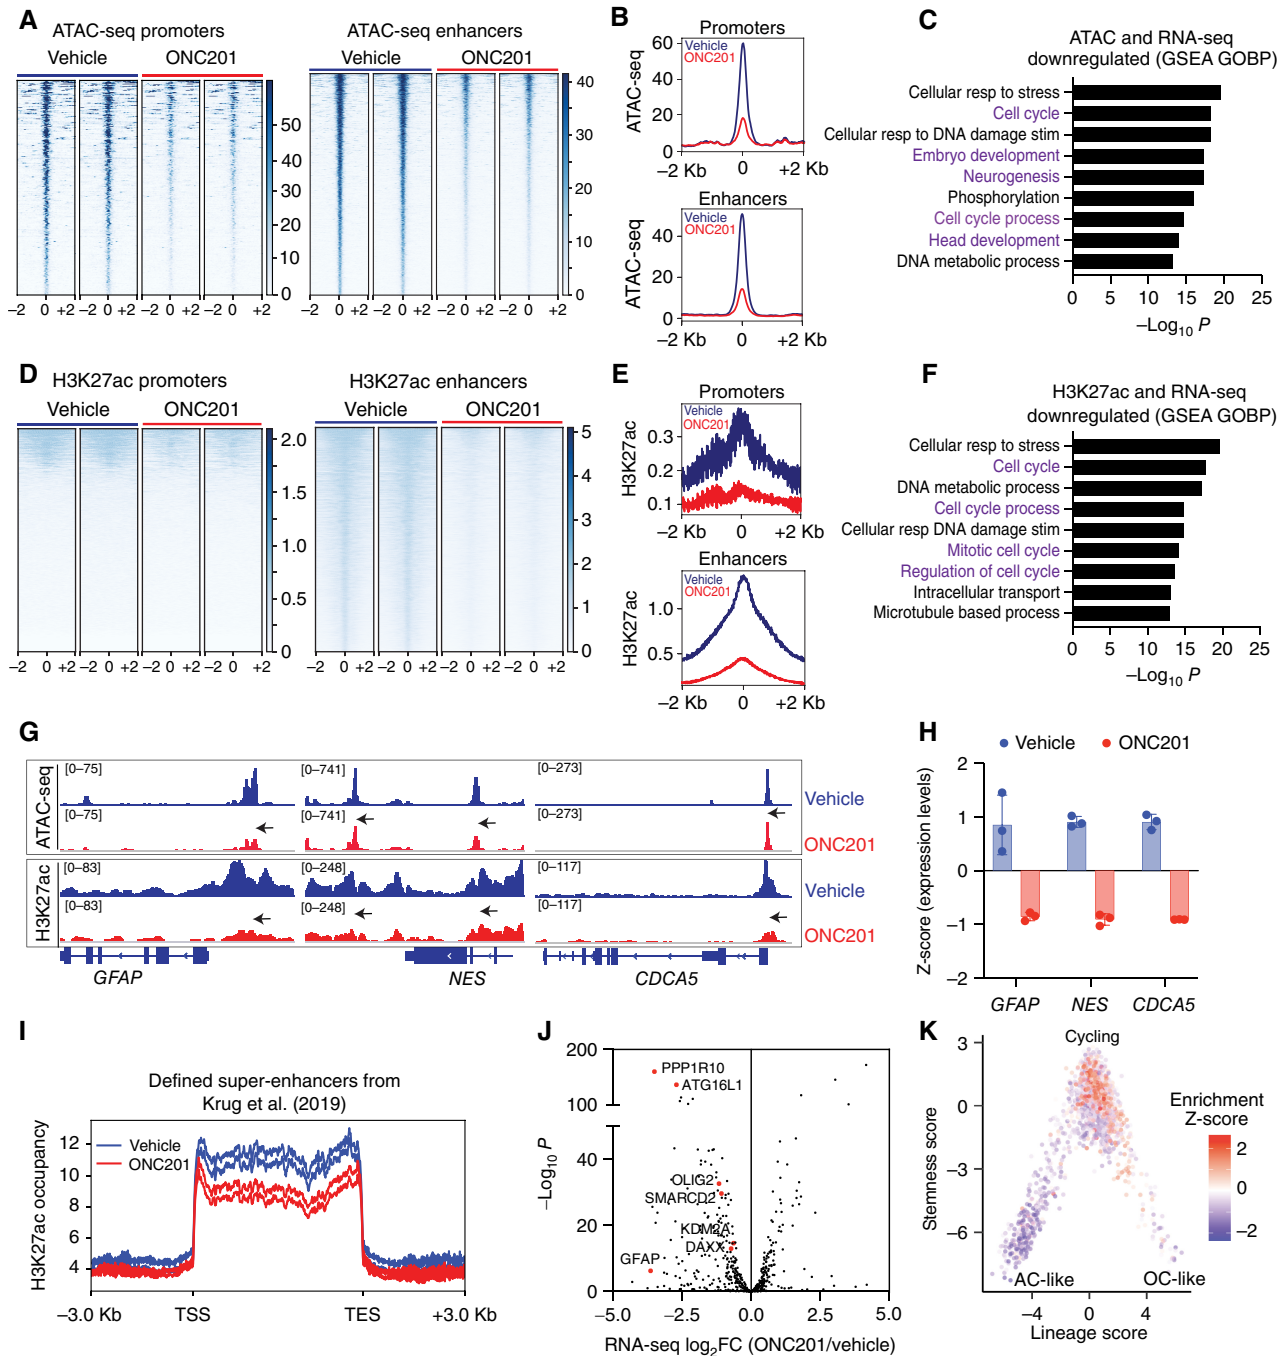 A
ATAC-seq promoters
Vehicle
ONC201
50
40
30
20
10
0
−2 0 +2 −2 0 +2 −2 0 +2 −2 0 +2
ATAC-seq enhancers
Vehicle
ONC201
40
30
20
10
0
−2 0 +2 −2 0 +2 −2 0 +2 −2 0 +2
B
Promoters
Vehicle
ONC201
ATAC-seq
60
40
20
0
−2 Kb 0 +2 Kb
Enhancers
Vehicle
ONC201
ATAC-seq
40
20
0
−2 Kb 0 +2 Kb
C
ATAC and RNA-seq
downregulated (GSEA GOBP)
Cellular resp to stress
Cell cycle
Cellular resp to DNA damage stim
Embryo development
Neurogenesis
Phosphorylation
Cell cycle process
Head development
DNA metabolic process
0 5 10 15 20 25
−Log10 P
D
H3K27ac promoters
Vehicle
ONC201
2.0
1.5
1.0
0.5
0
−2 0 +2 −2 0 +2 −2 0 +2 −2 0 +2
H3K27ac enhancers
Vehicle
ONC201
5
4
3
2
1
0
−2 0 +2 −2 0 +2 −2 0 +2 −2 0 +2
E
Promoters
Vehicle
ONC201
H3K27ac
0.3
0.2
0.1
−2 Kb 0 +2 Kb
Enhancers
Vehicle
ONC201
H3K27ac
1.0
0.5
−2 Kb 0 +2 Kb
F
H3K27ac and RNA-seq
downregulated (GSEA GOBP)
Cellular resp to stress
Cell cycle
DNA metabolic process
Cell cycle process
Cellular resp DNA damage stim
Mitotic cell cycle
Regulation of cell cycle
Intracellular transport
Microtubule based process
0 5 10 15 20 25
−Log10 P
G
ATAC-seq
[0–75] [0–741] [0–273] Vehicle
[0–75] [0–741] [0–273] ONC201
H3K27ac
[0–83] [0–248] [0–117] Vehicle
[0–83] [0–248] [0–117] ONC201
GFAP NES CDCA5
H
Vehicle ONC201
Z-score (expression levels)
2
1
0
−1
−2
GFAP NES CDCA5
I
Defined super-enhancers from
Krug et al. (2019)
Vehicle
ONC201
H3K27ac occupancy
12
10
8
6
4
−3.0 Kb TSS TES +3.0 Kb
J
−Log10 P
200
100
40
20
0
PPP1R10
ATG16L1
OLIG2
SMARCD2
KDM2A
DAXX
GFAP
−5.0 −2.5 0.0 2.5 5.0
RNA-seq log2FC (ONC201/vehicle)
K
Cycling
Stemness score
3
0
−3
−6
AC-like OC-like
−4 0 4
Lineage score
Enrichment
Z-score
2
0
−2